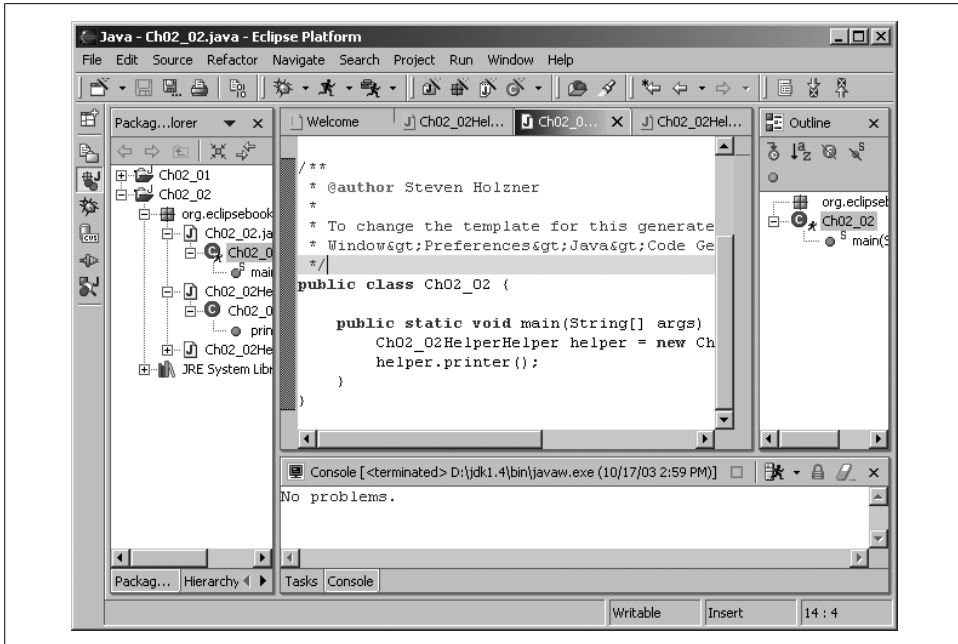 Java - Ch02_02.java - Eclipse Platform
File Edit Source Refactor Navigate Search Project Run Window Help
Packag...lorer
Welcome
Ch02_02Hel...
Ch02_0...
Ch02_02Hel...
Outline
Ch02_01
Ch02_02
org.eclipsebook
Ch02_02.ja
Ch02_0
mai
Ch02_02He
Ch02_0
prin
Ch02_02He
JRE System Libr
/**
* @author Steven Holzner
*
* To change the template for this generate
* Window&gt;Preferences&gt;Java&gt;Code Ge
*/
public class Ch02_02 {
public static void main(String[] args)
Ch02_02HelperHelper helper = new Ch
helper.printer();
}
}
org.eclipset
Ch02_02
main(S
Console [<terminated> D:\jdk1.4\bin\javaw.exe (10/17/03 2:59 PM)]
No problems.
Packag... Hierarchy
Tasks Console
Writable Insert 14 : 4